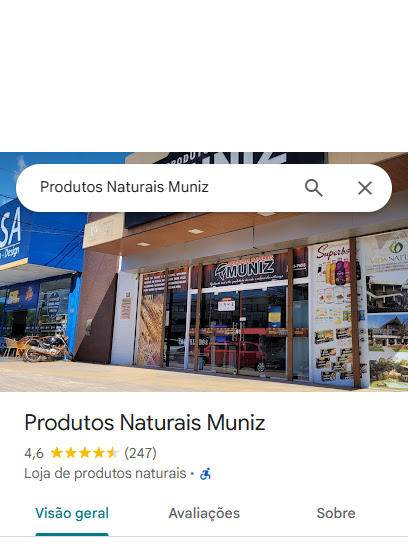 Produtos Naturais Muniz
SA
Design
MUNIZ
Superbom
VIDA NATURAL
Produtos Naturais Muniz
4,6 (247)
Loja de produtos naturais ·
Visão geral
Avaliações
Sobre